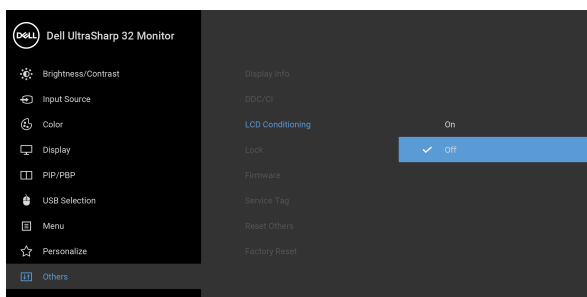 DELL Dell UltraSharp 32 Monitor
Brightness/Contrast
Input Source
Color
Display
PIP/PBP
USB Selection
Menu
Personalize
Others
Display Info
DDC/CI
LCD Conditioning
Lock
Firmware
Service Tag
Reset Others
Factory Reset
On
Off